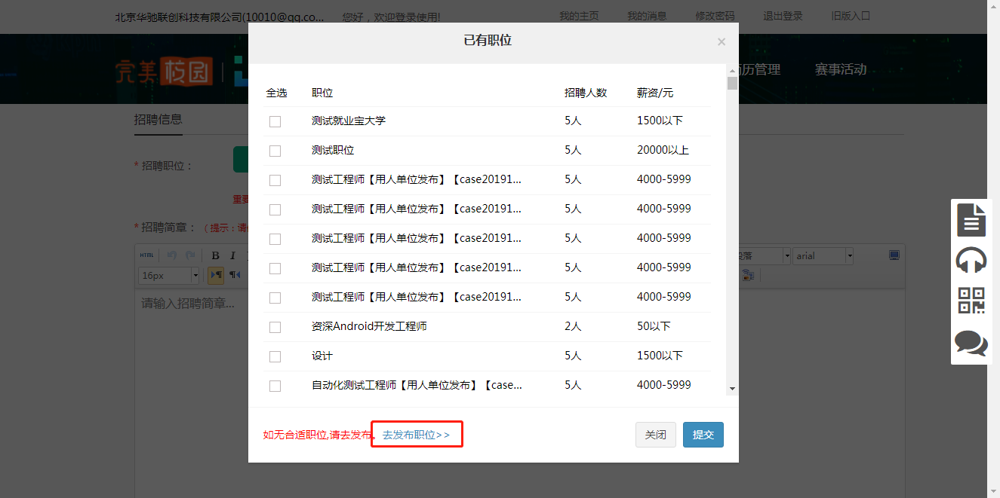 北京华驰联创科技有限公司(10010@qq.co... 您好，欢迎登录使用! 我的主页 我的消息 修改密码 退出登录 旧版入口
已有职位 ×
完美校园 历管理 赛事活动
全选 职位 招聘人数 薪资/元
招聘信息
测试就业宝大学 5人 1500以下
测试职位 5人 20000以上
* 招聘职位：
测试工程师【用人单位发布】【case20191... 5人 4000-5999
重要
测试工程师【用人单位发布】【case20191... 5人 4000-5999
* 招聘简章：（提示：请
测试工程师【用人单位发布】【case20191... 5人 4000-5999
HTML B I 段落 arial
测试工程师【用人单位发布】【case20191... 5人 4000-5999
16px
测试工程师【用人单位发布】【case20191... 5人 4000-5999
请输入招聘简章...
资深Android开发工程师 2人 50以下
设计 5人 1500以下
自动化测试工程师【用人单位发布】【case... 5人 4000-5999
如无合适职位,请去发布。 去发布职位>> 关闭 提交